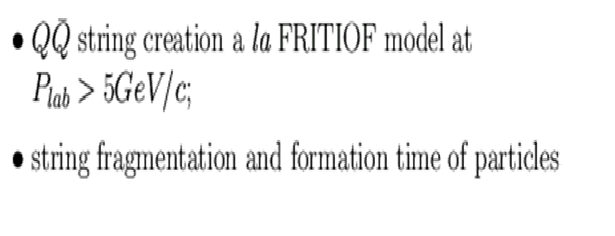 • QQ̄ string creation a la FRITIOF model at
P_lab > 5GeV/c;
• string fragmentation and formation time of particles